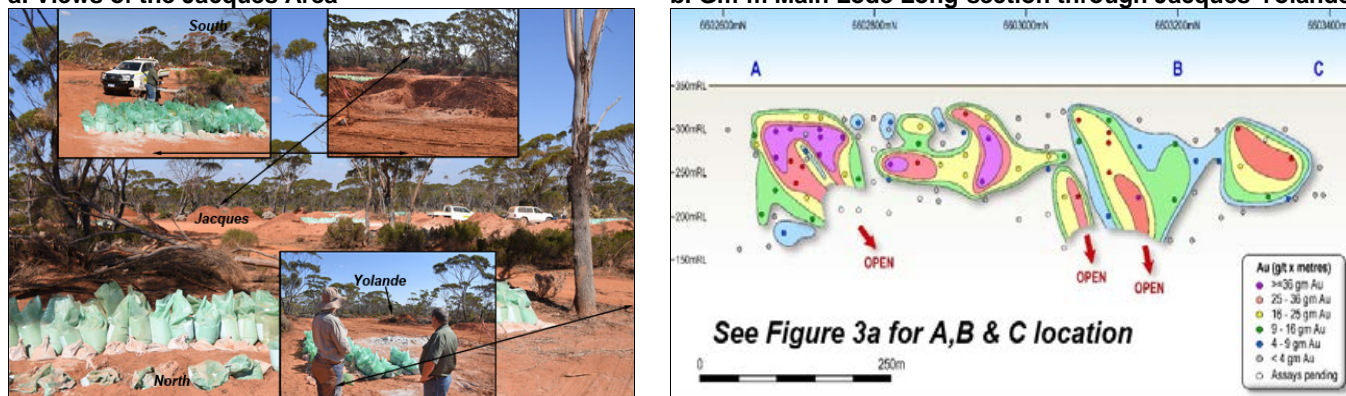 a. Views of the Jacques Area
South
Jacques
Yolande
North
b. Gm m Main Lode Long-section through Jacques-Yolande
6602600mN 6602800mN 6603000mN 6603200mN 6603400mN
A B C
350mRL
300mRL
250mRL
200mRL
150mRL
OPEN
OPEN
OPEN
See Figure 3a for A,B & C location
0 250m
Au (g/t x metres)
>=36 gm Au
25 - 36 gm Au
16 - 25 gm Au
9 - 16 gm Au
4 - 9 gm Au
< 4 gm Au
Assays pending